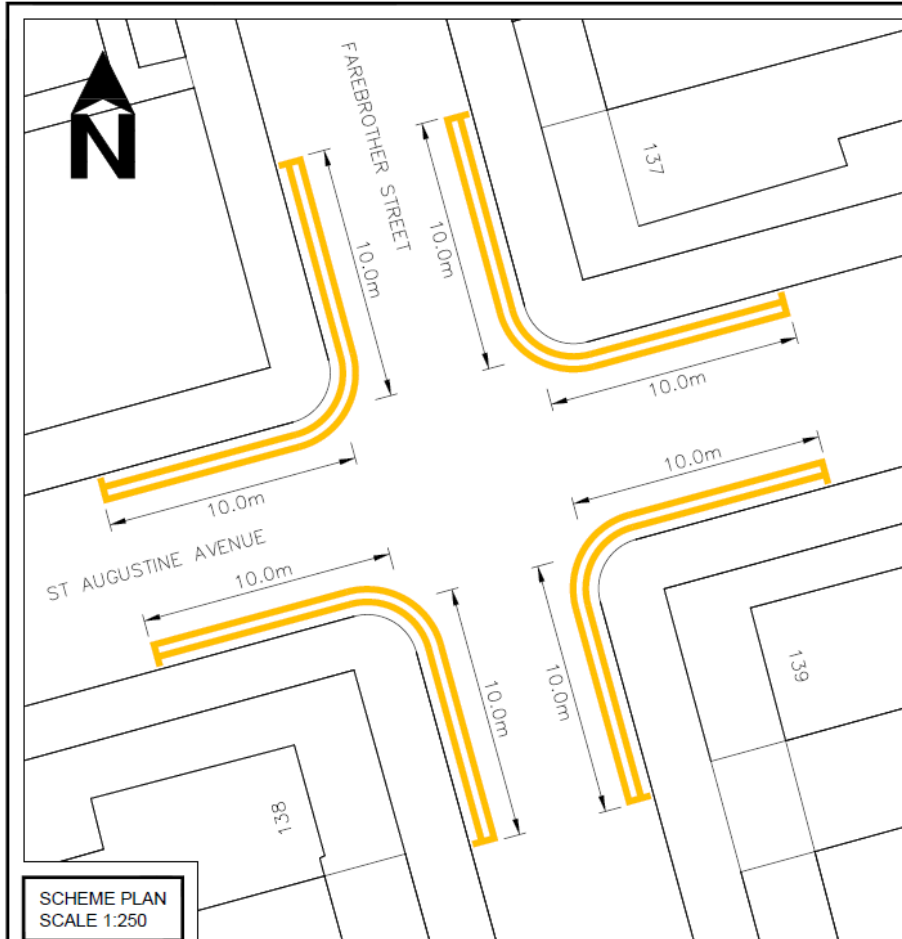 N
FAREBROTHER STREET
137
10.0m
10.0m
10.0m
10.0m
10.0m
10.0m
ST AUGUSTINE AVENUE
10.0m
10.0m
139
138
SCHEME PLAN
SCALE 1:250